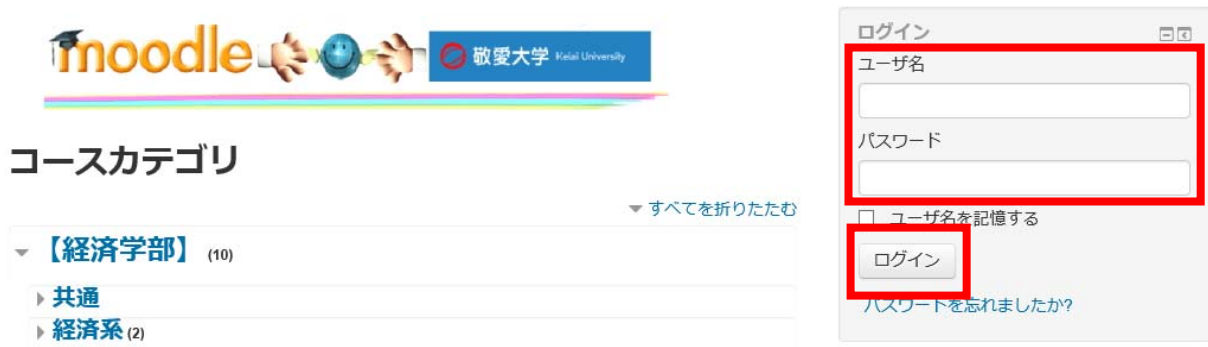 moodle 敬愛大学 Keiai University
コースカテゴリ
すべてを折りたたむ
【経済学部】 (10)
共通
経済系 (2)
ログイン
ユーザ名
パスワード
ユーザ名を記憶する
ログイン
パスワードを忘れましたか?